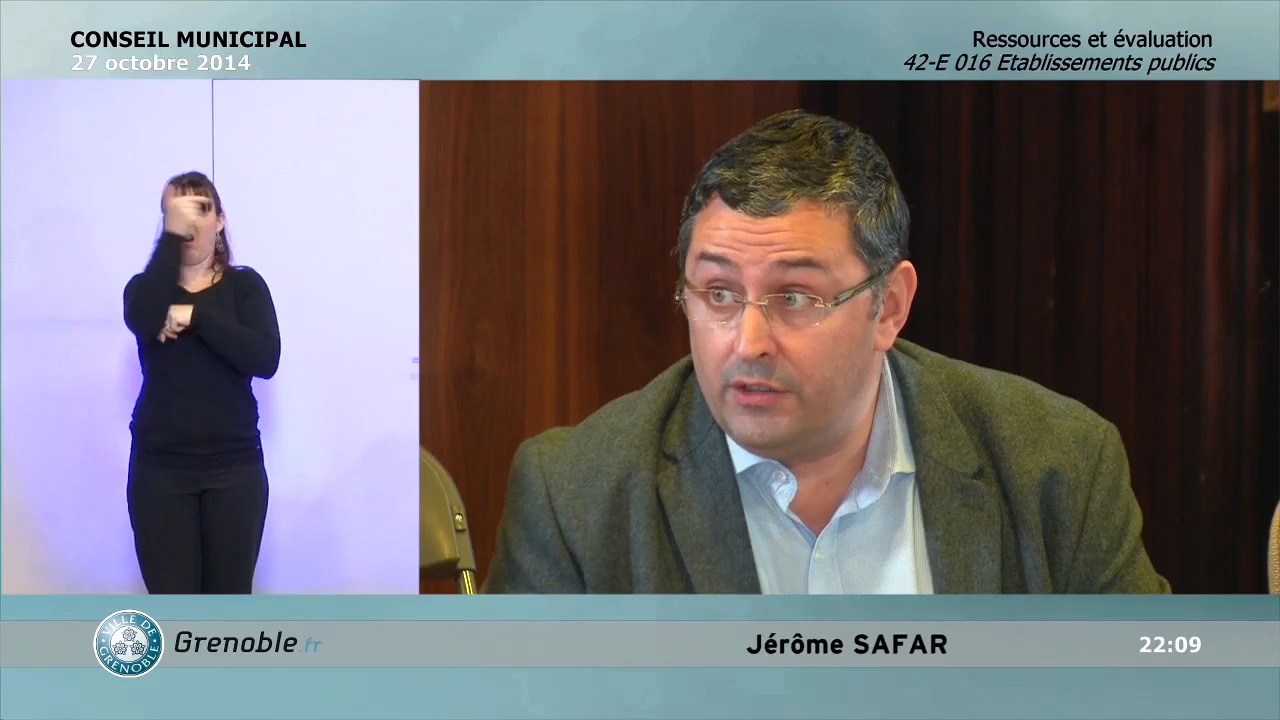 CONSEIL MUNICIPAL
27 octobre 2014
Ressources et évaluation
42-E 016 Etablissements publics
VILLE DE GRENOBLE
Grenoble.fr
Jérôme SAFAR
22:09